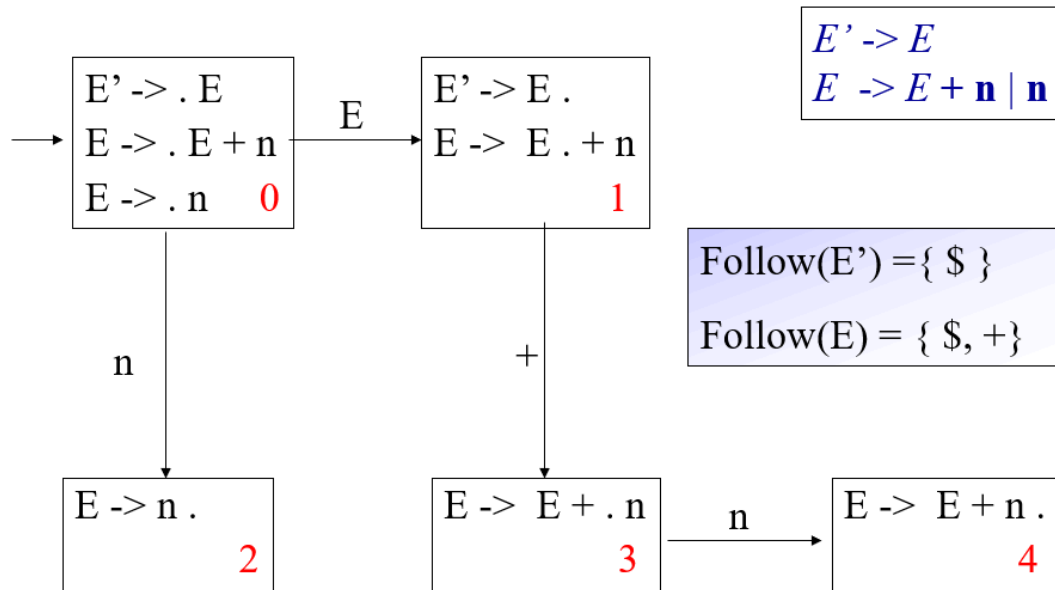 E’ -> . E
E -> . E + n
E -> . n 0
E
E’ -> E .
E -> E . + n
1
E’ -> E
E -> E + n | n
Follow(E’) ={ $ }
Follow(E) = { $, +}
n
+
E -> n .
2
E -> E + . n
3
n
E -> E + n .
4